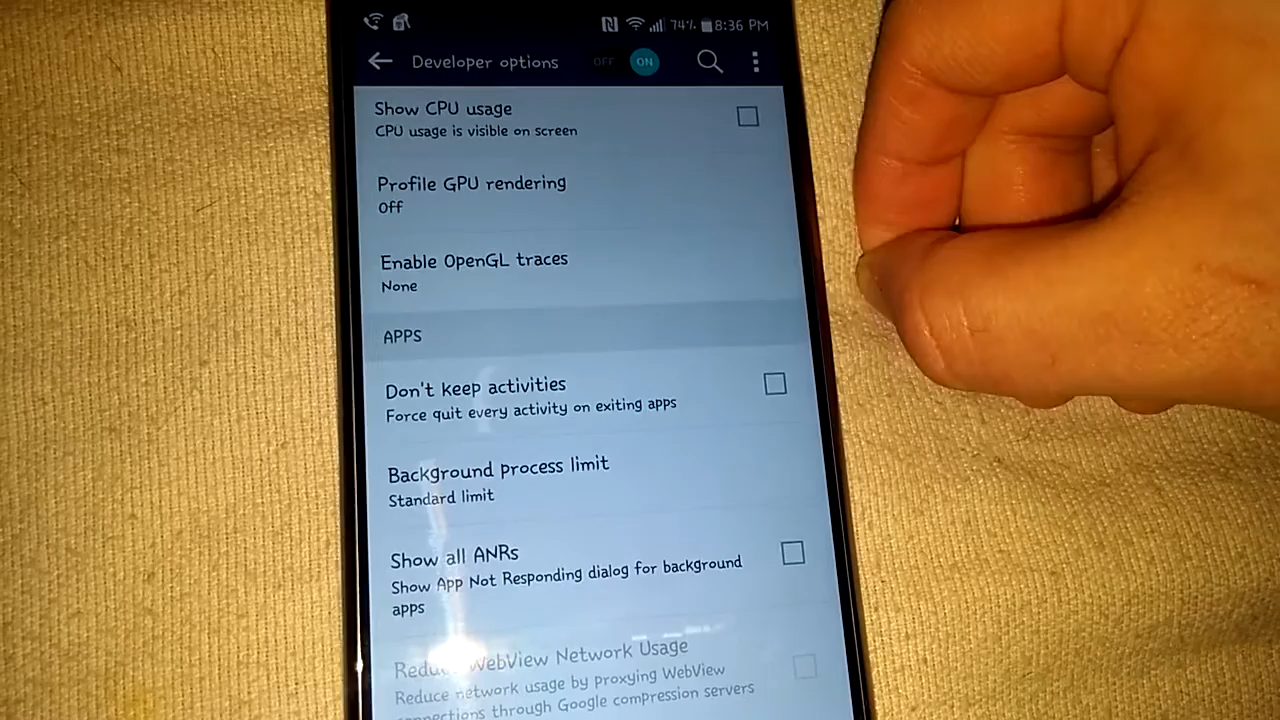 74% 8:36 PM
Developer options OFF ON
Show CPU usage
CPU usage is visible on screen
Profile GPU rendering
Off
Enable OpenGL traces
None
APPS
Don't keep activities
Force quit every activity on exiting apps
Background process limit
Standard limit
Show all ANRs
Show App Not Responding dialog for background
apps
Reduce WebView Network Usage
Reduce network usage by proxying WebView
connections through Google compression servers